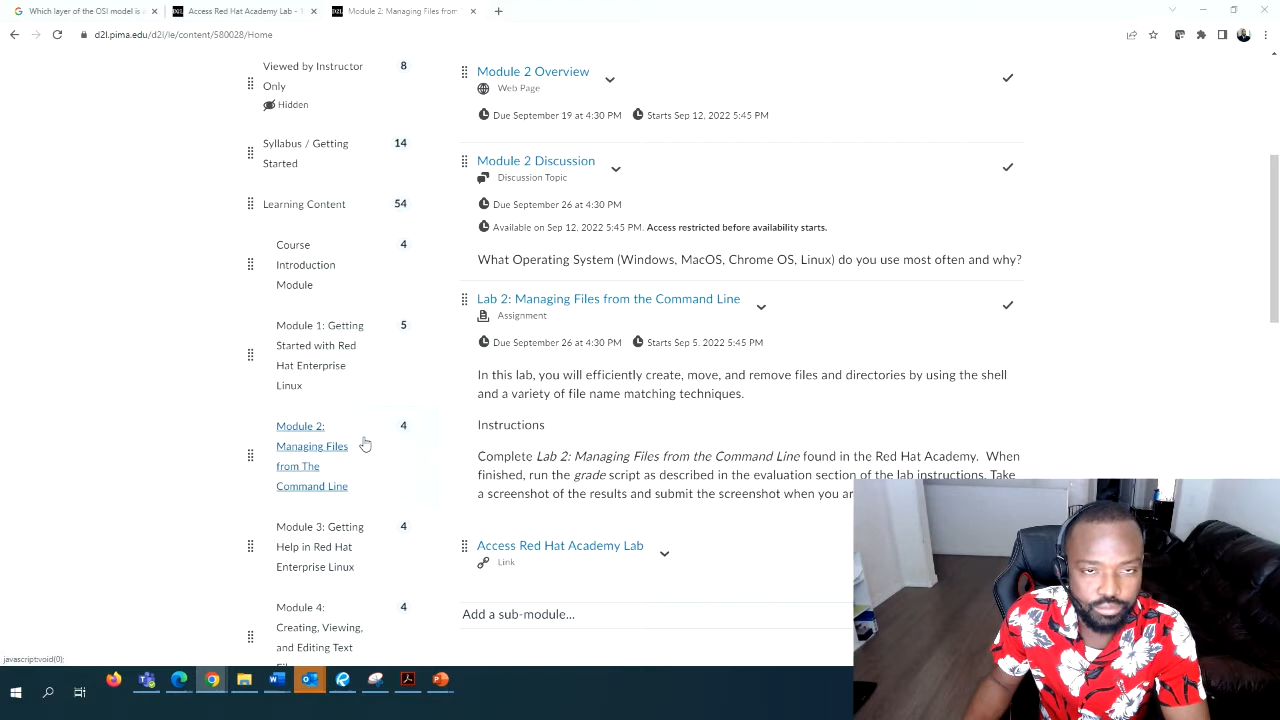 Which layer of the OSI model is
Access Red Hat Academy Lab - 1
Module 2: Managing Files from
d2l.pima.edu/d2l/le/content/580028/Home
Viewed by Instructor
Only
8
Hidden
Syllabus / Getting
Started
14
Learning Content
54
Course
Introduction
Module
4
Module 1: Getting
Started with Red
Hat Enterprise
Linux
5
Module 2:
Managing Files
from The
Command Line
4
Module 3: Getting
Help in Red Hat
Enterprise Linux
4
Module 4:
Creating, Viewing,
and Editing Text
4
Module 2 Overview
Web Page
Due September 19 at 4:30 PM Starts Sep 12, 2022 5:45 PM
Module 2 Discussion
Discussion Topic
Due September 26 at 4:30 PM
Available on Sep 12, 2022 5:45 PM. Access restricted before availability starts.
What Operating System (Windows, MacOS, Chrome OS, Linux) do you use most often and why?
Lab 2: Managing Files from the Command Line
Assignment
Due September 26 at 4:30 PM Starts Sep 5, 2022 5:45 PM
In this lab, you will efficiently create, move, and remove files and directories by using the shell
and a variety of file name matching techniques.
Instructions
Complete Lab 2: Managing Files from the Command Line found in the Red Hat Academy. When
finished, run the grade script as described in the evaluation section of the lab instructions. Take
a screenshot of the results and submit the screenshot when you ar
Access Red Hat Academy Lab
Link
Add a sub-module...
javascript:void(0);